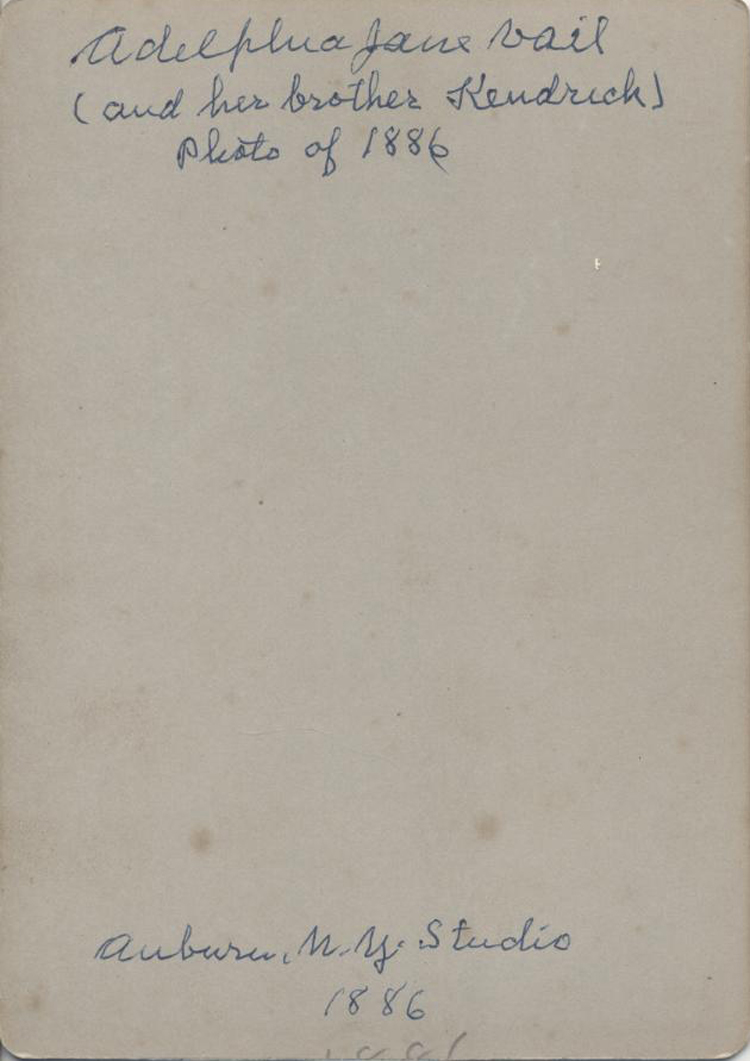 Adelphia Jane Vail
(and her brother Kendrick)
Photo of 1886
Auburn, N.Y. Studio
1886